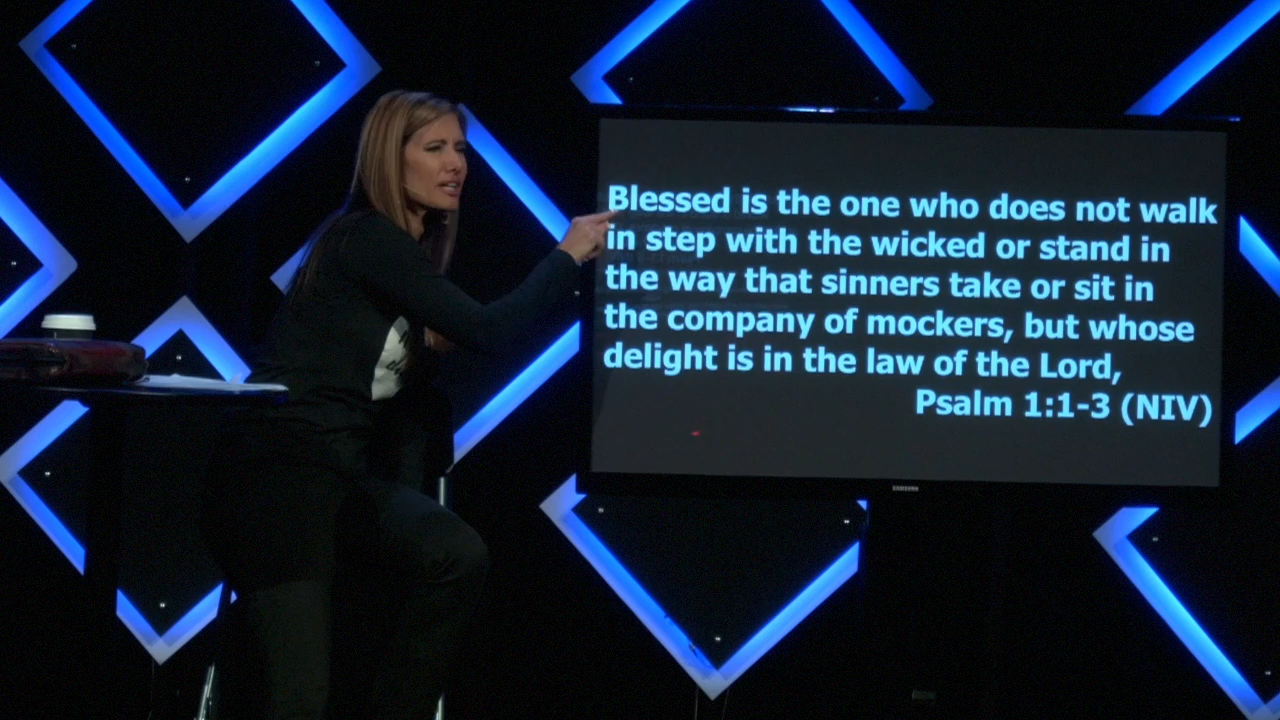 Blessed is the one who does not walk
in step with the wicked or stand in
the way that sinners take or sit in
the company of mockers, but whose
delight is in the law of the Lord,
Psalm 1:1-3 (NIV)
SAMSUNG